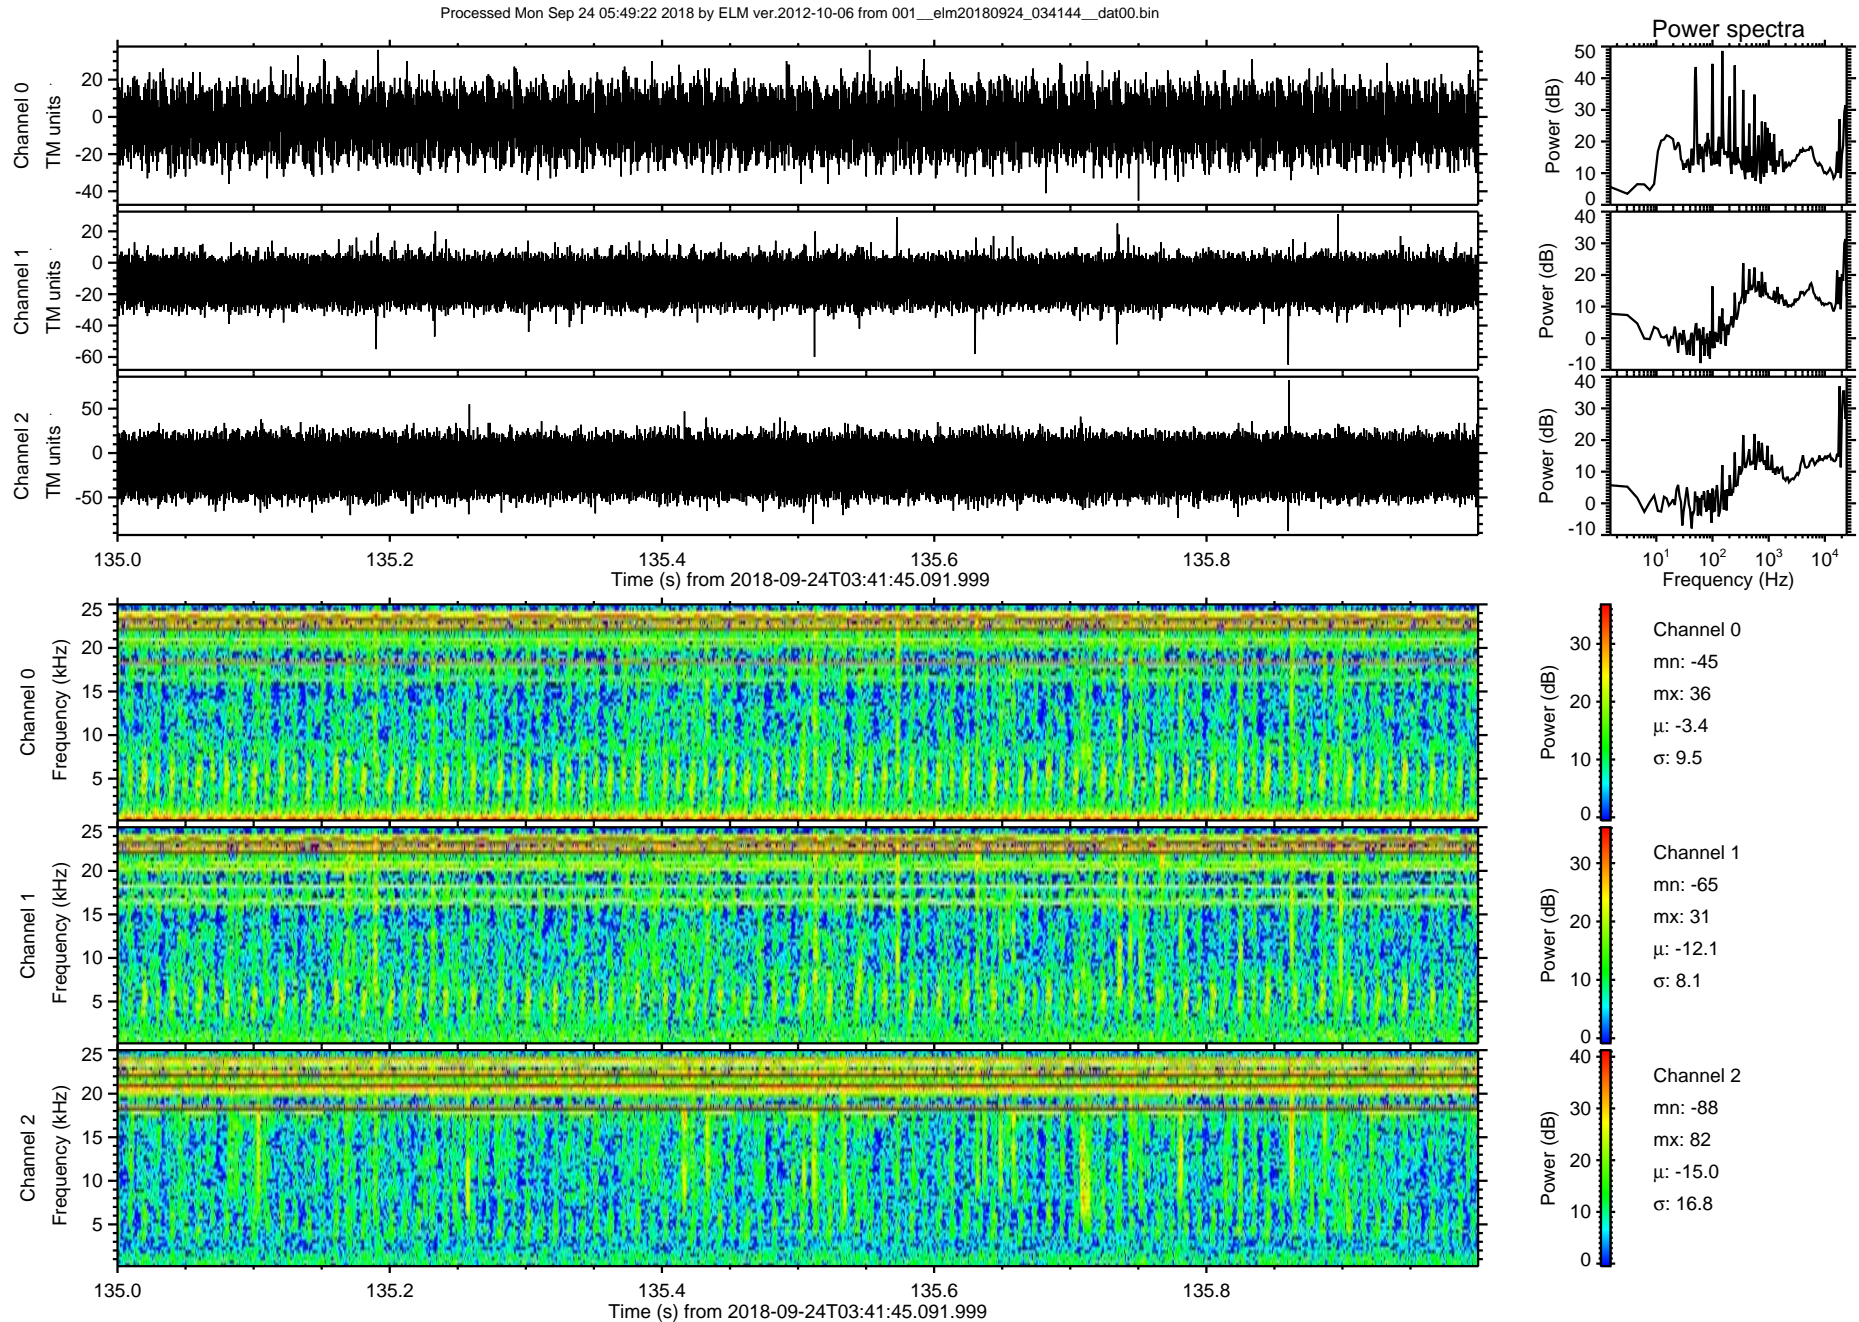 Processed Mon Sep 24 05:49:22 2018 by ELM ver.2012-10-06 from 001__elm20180924_034144__dat00.bin
Power spectra
Channel 0
TM units
20
0
-20
-40
Power (dB)
50
40
30
20
10
0
Channel 1
TM units
20
0
-20
-40
-60
Power (dB)
40
30
20
10
0
-10
Channel 2
TM units
50
0
-50
Power (dB)
40
30
20
10
0
-10
135.0 135.2 135.4 135.6 135.8
Time (s) from 2018-09-24T03:41:45.091.999
10¹ 10² 10³ 10⁴
Frequency (Hz)
Channel 0
Frequency (kHz)
25
20
15
10
5
Power (dB)
30
20
10
0
Channel 0
mn: -45
mx: 36
μ: -3.4
σ: 9.5
Channel 1
Frequency (kHz)
25
20
15
10
5
Power (dB)
30
20
10
0
Channel 1
mn: -65
mx: 31
μ: -12.1
σ: 8.1
Channel 2
Frequency (kHz)
25
20
15
10
5
Power (dB)
40
30
20
10
0
Channel 2
mn: -88
mx: 82
μ: -15.0
σ: 16.8
135.0 135.2 135.4 135.6 135.8
Time (s) from 2018-09-24T03:41:45.091.999